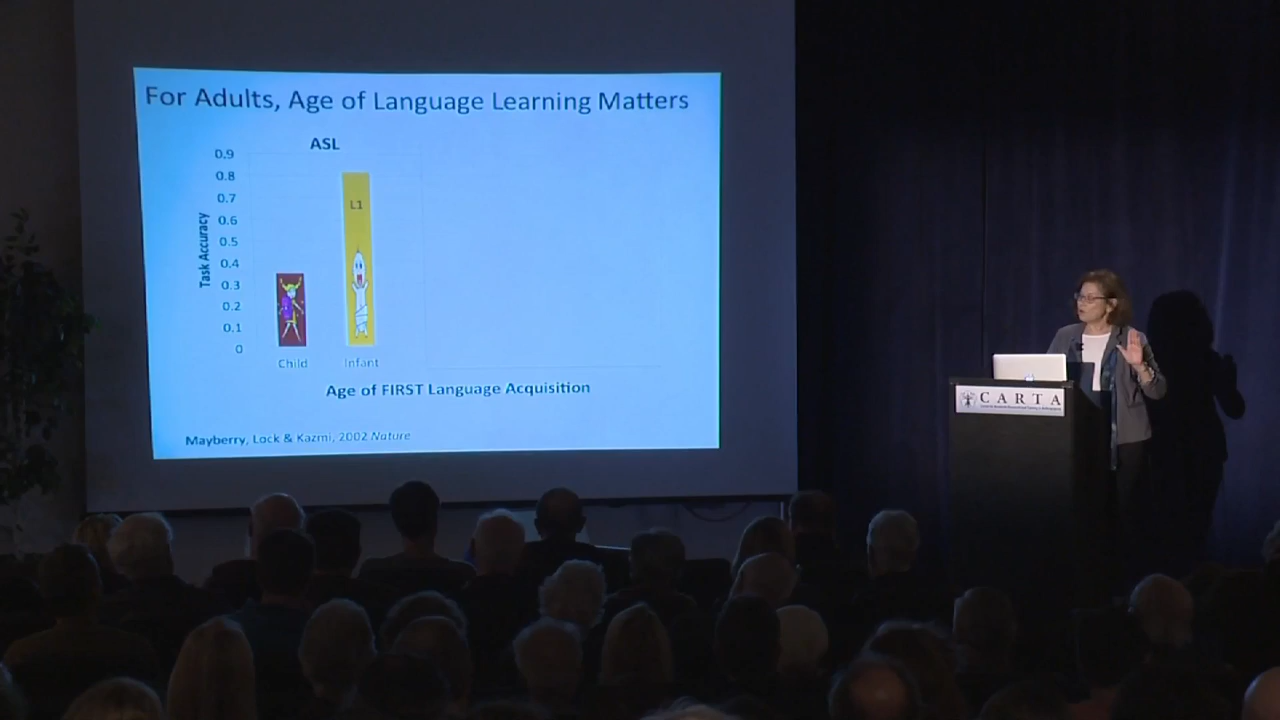 For Adults, Age of Language Learning Matters
ASL
0.9
0.8
0.7
0.6
0.5
0.4
0.3
0.2
0.1
0
Task Accuracy
L1
Child
Infant
Age of FIRST Language Acquisition
Mayberry, Lock & Kazmi, 2002 Nature
CARTA